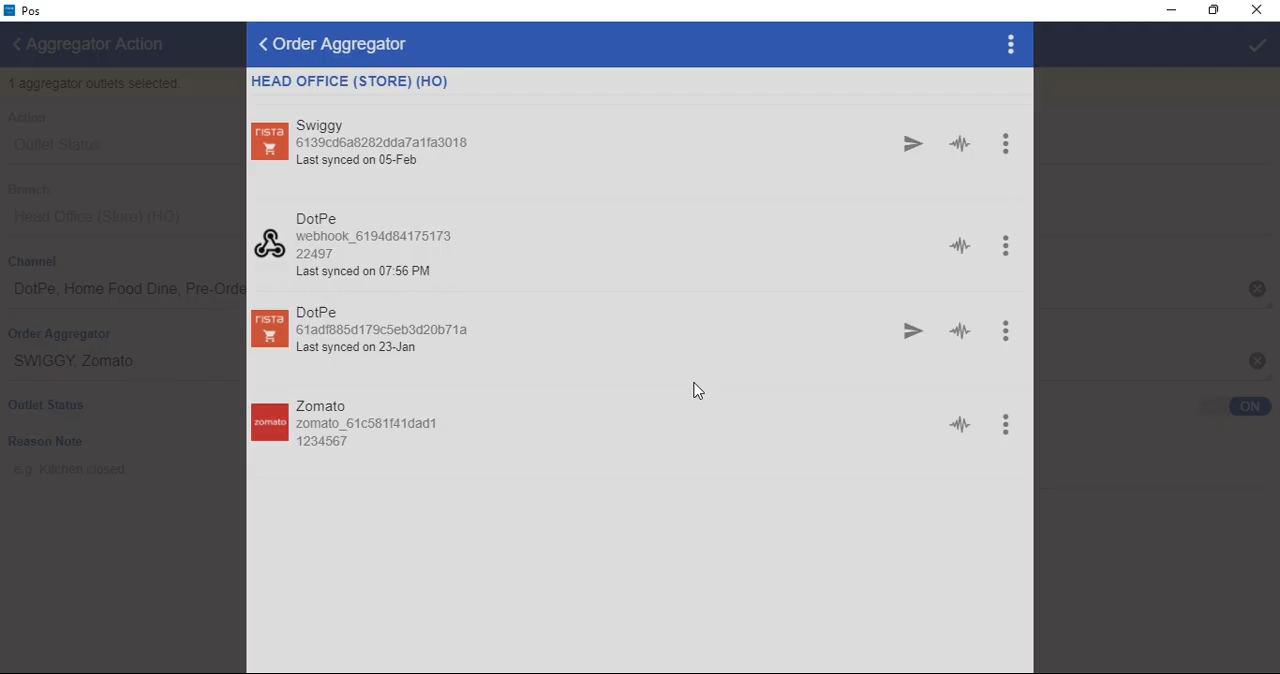 Pos
Aggregator Action
Order Aggregator
1 aggregator outlets selected.
HEAD OFFICE (STORE) (HO)
Action
Outlet Status
Branch
Head Office (Store) (HO)
Channel
DotPe, Home Food Dine, Pre-Orde
Order Aggregator
SWIGGY, Zomato
Outlet Status
ON
Reason Note
e.g. Kitchen closed
rısta
Swiggy
6139cd6a8282dda7a1fa3018
Last synced on 05-Feb
DotPe
webhook_6194d84175173
22497
Last synced on 07:56 PM
rısta
DotPe
61adf885d179c5eb3d20b71a
Last synced on 23-Jan
zomato
Zomato
zomato_61c581f41dad1
1234567